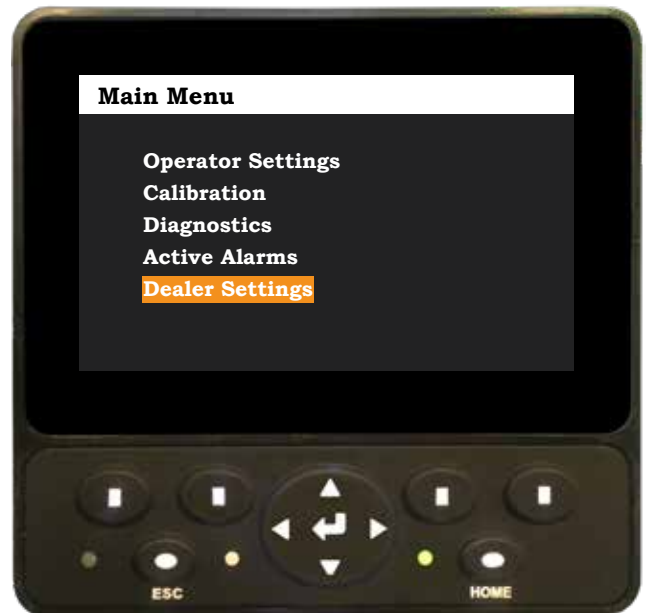 Main Menu
Operator Settings
Calibration
Diagnostics
Active Alarms
Dealer Settings
ESC
HOME